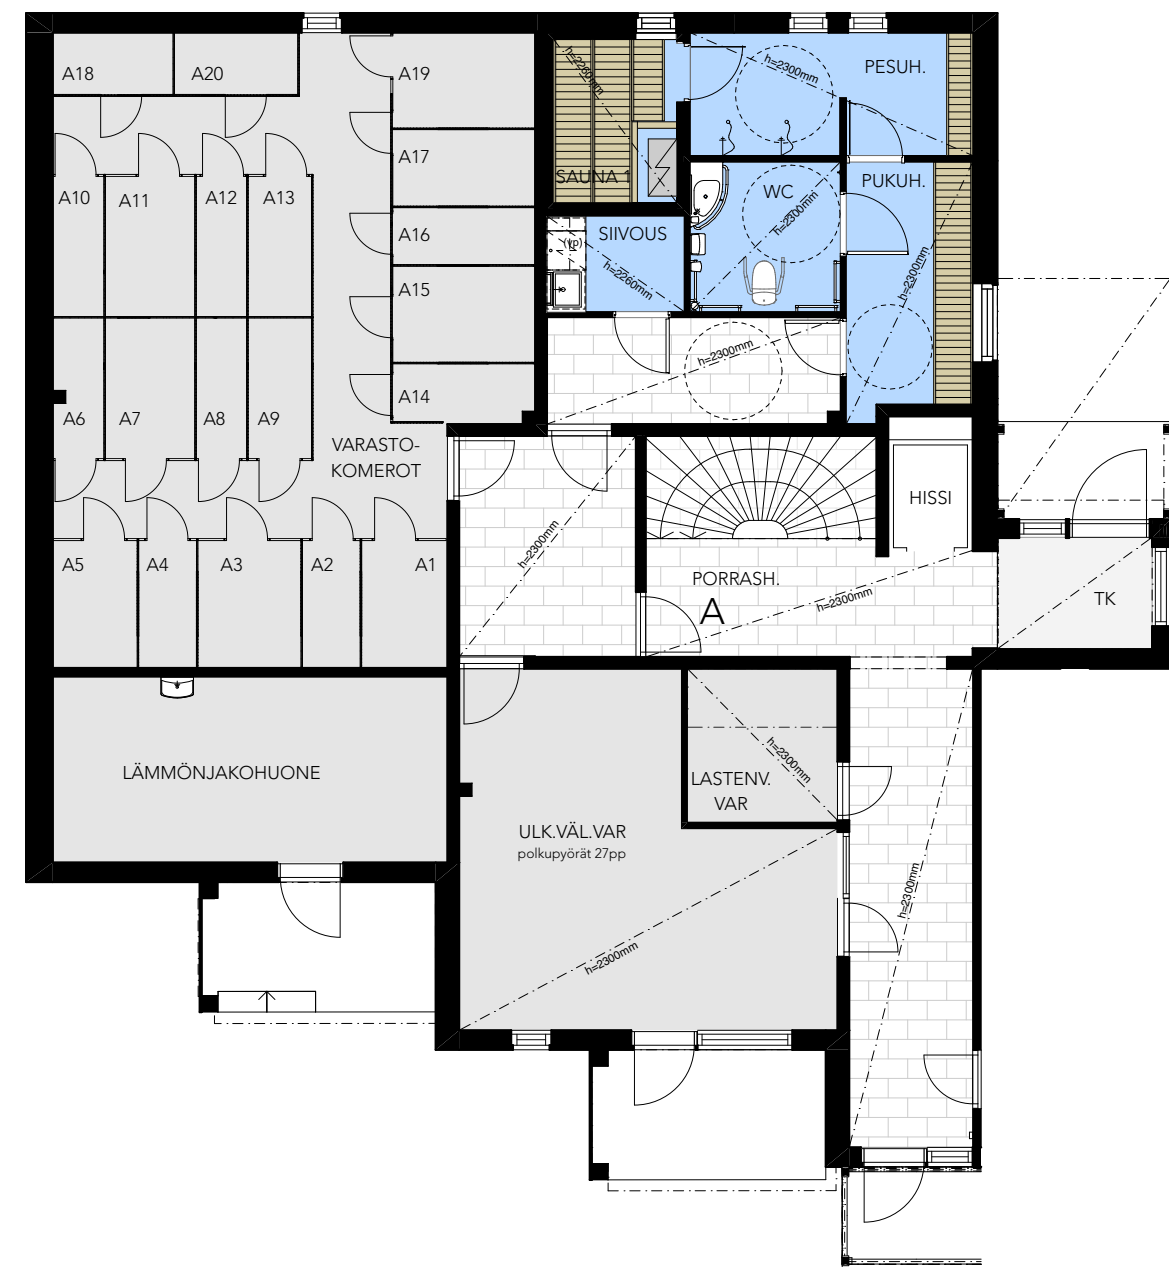 A18
A20
A19
h=2260mm
h=2300mm
PESUH.
A17
A10
A11
A12
A13
SAUNA 1
WC
PUKUH.
h=2300mm
A16
(vp)
SIIVOUS
h=2260mm
h=2300mm
A15
h=2300mm
A14
A6
A7
A8
A9
VARASTO-
KOMEROT
HISSI
h=2300mm
A5
A4
A3
A2
A1
PORRASH.
A
h=2300mm
TK
LÄMMÖNJAKOHUONE
h=2300mm
LASTENV.
VAR
ULK.VÄL.VAR
polkupyörät 27pp
h=2300mm
h=2300mm